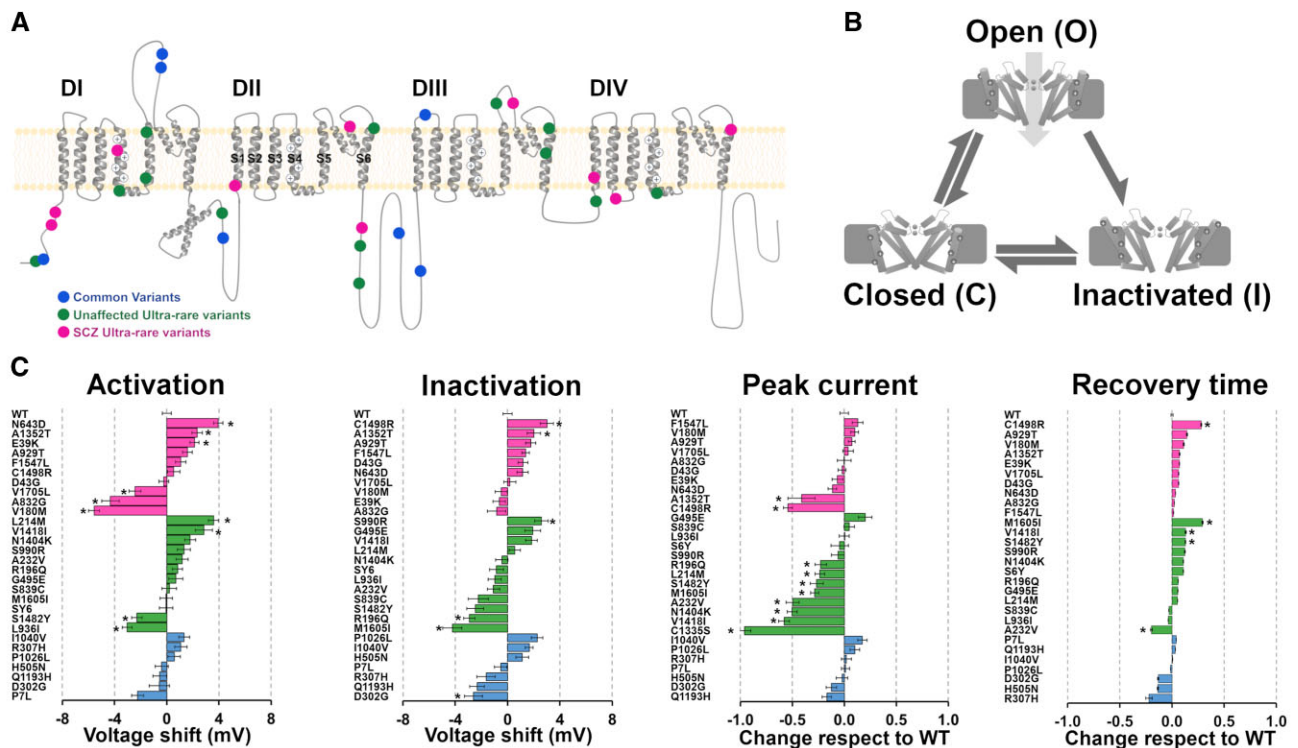 A
DI
DII
DIII
DIV
S1 S2 S3 S4 S5 S6
Common Variants
Unaffected Ultra-rare variants
SCZ Ultra-rare variants
B
Open (O)
Closed (C)
Inactivated (I)
C
Activation
WT
N643D *
A1352T *
E39K *
A929T
F1547L
C1498R
D43G
V1705L *
A832G *
V180M *
L214M *
V1418I *
N1404K
S990R
A232V
R196Q
G495E
S839C
M1605I
SY6
S1482Y *
L936I *
I1040V
R307H
P1026L
H505N
Q1193H
D302G
P7L
-8 -4 0 4 8
Voltage shift (mV)
Inactivation
WT
C1498R *
A1352T *
A929T
F1547L
D43G
N643D
V1705L
V180M
E39K
A832G
S990R *
G495E
V1418I
L214M
N1404K
SY6
L936I
A232V
S839C
S1482Y
R196Q *
M1605I *
P1026L
I1040V
H505N
P7L
R307H
Q1193H
D302G *
-8 -4 0 4 8
Voltage shift (mV)
Peak current
WT
F1547L
V180M
A929T
V1705L
A832G
D43G
E39K
N643D
A1352T *
C1498R *
G495E
S839C
L936I
S6Y
S990R
R196Q *
L214M *
S1482Y *
M1605I *
A232V *
N1404K *
V1418I *
C1335S *
I1040V
P1026L
R307H
P7L
H505N
D302G
Q1193H
-1.0 -0.5 0.0 0.5 1.0
Change respect to WT
Recovery time
WT
C1498R *
A929T
V180M
A1352T
E39K
V1705L
D43G
N643D
A832G
F1547L
M1605I *
V1418I *
S1482Y *
S990R
N1404K
S6Y
R196Q
G495E
L214M
S839C
L936I
A232V *
P7L
Q1193H
I1040V
P1026L
D302G
H505N
R307H
-1.0 -0.5 0.0 0.5 1.0
Change respect to WT